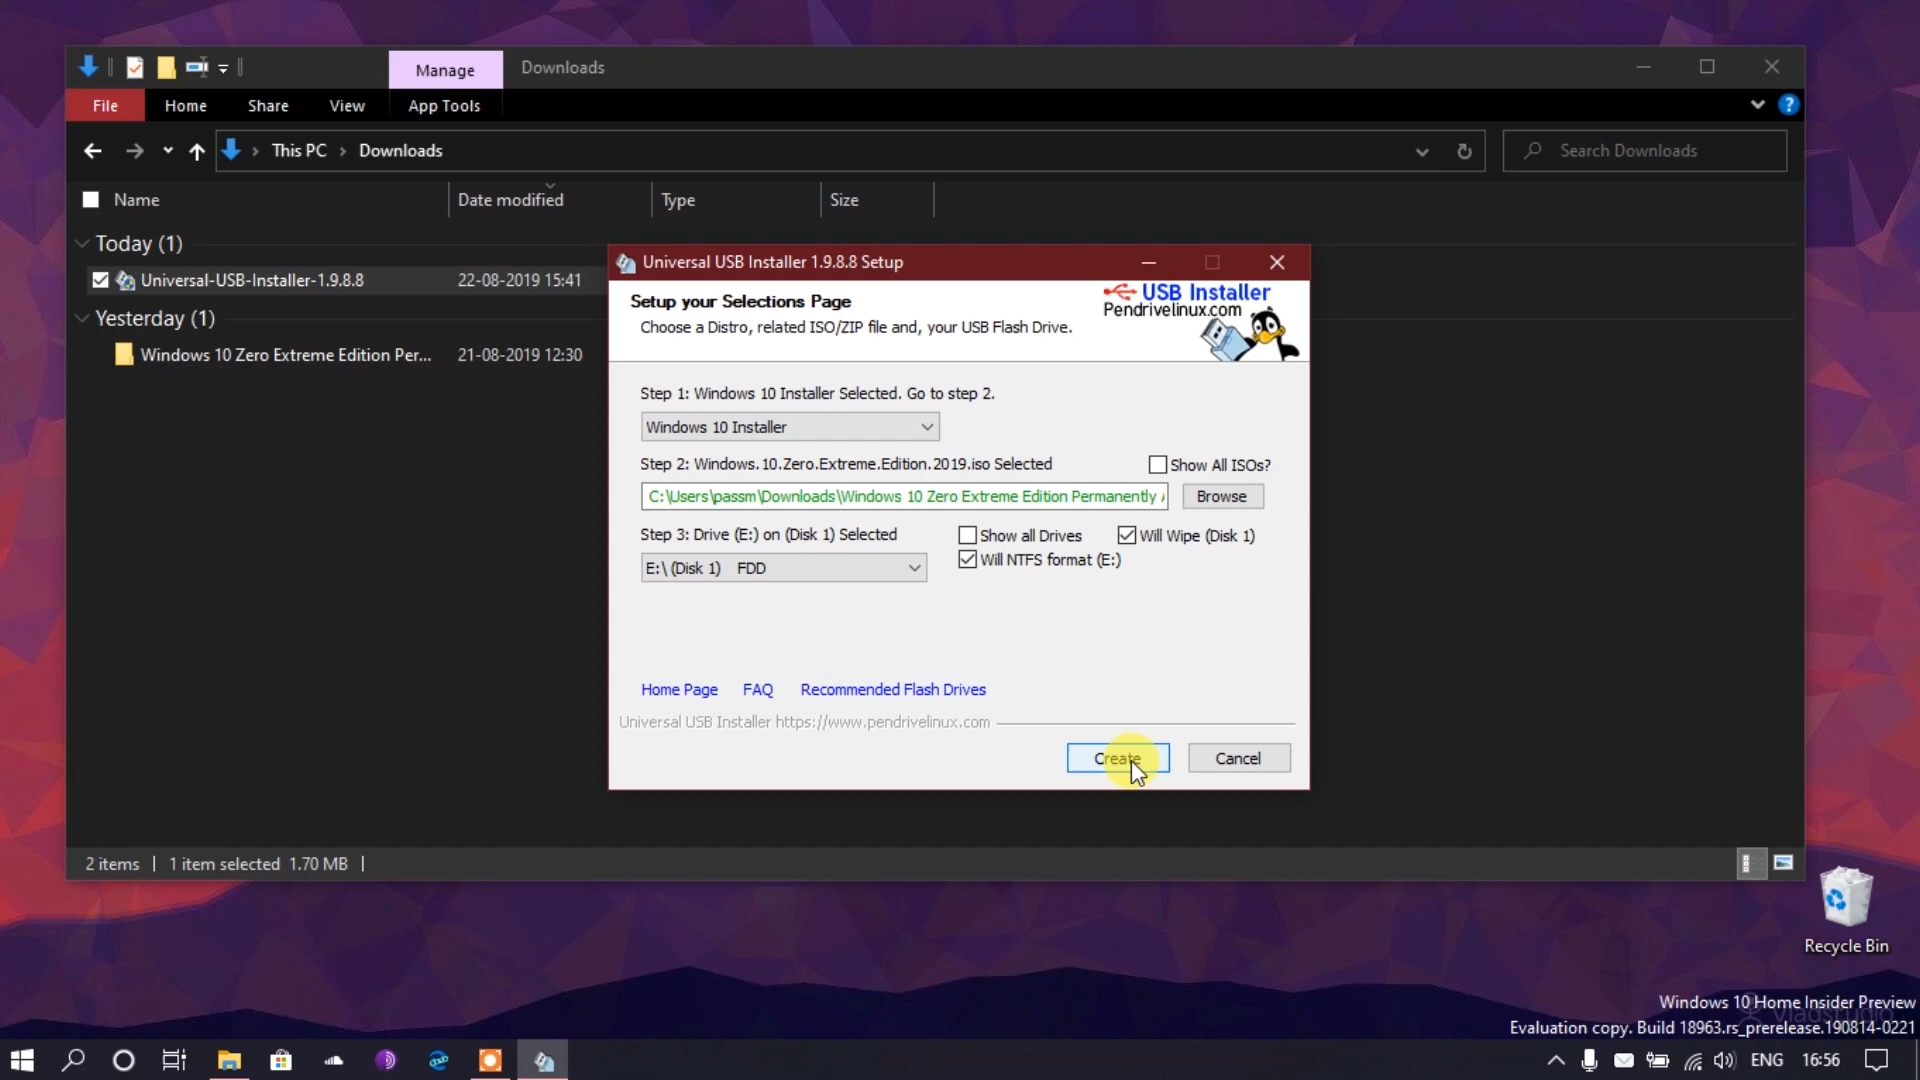 Manage
Downloads
File
Home
Share
View
App Tools
This PC
Downloads
Search Downloads
Name
Date modified
Type
Size
Today (1)
Universal-USB-Installer-1.9.8.8
22-08-2019 15:41
Yesterday (1)
Windows 10 Zero Extreme Edition Per...
21-08-2019 12:30
Universal USB Installer 1.9.8.8 Setup
Setup your Selections Page
Choose a Distro, related ISO/ZIP file and, your USB Flash Drive.
USB Installer
Pendrivelinux.com
Step 1: Windows 10 Installer Selected. Go to step 2.
Windows 10 Installer
Step 2: Windows.10.Zero.Extreme.Edition.2019.iso Selected
Show All ISOs?
C:\Users\passm\Downloads\Windows 10 Zero Extreme Edition Permanently
Browse
Step 3: Drive (E:) on (Disk 1) Selected
Show all Drives
Will Wipe (Disk 1)
E:\ (Disk 1) FDD
Will NTFS format (E:)
Home Page
FAQ
Recommended Flash Drives
Universal USB Installer https://www.pendrivelinux.com
Create
Cancel
2 items
1 item selected 1.70 MB
Recycle Bin
Windows 10 Home Insider Preview
vladstudio
Evaluation copy. Build 18963.rs_prerelease.190814-0221
ENG
16:56